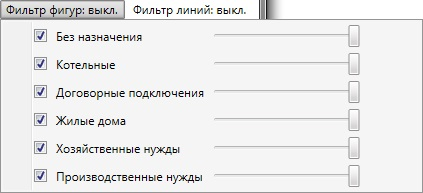 Фильтр фигур: выкл. Фильтр линий: выкл.
Без назначения
Котельные
Договорные подключения
Жилые дома
Хозяйственные нужды
Производственные нужды